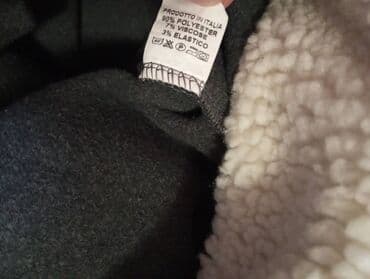 PRODOTTO IN ITALIA
90% POLYESTER
7% VISCOSE
3% ELASTICO